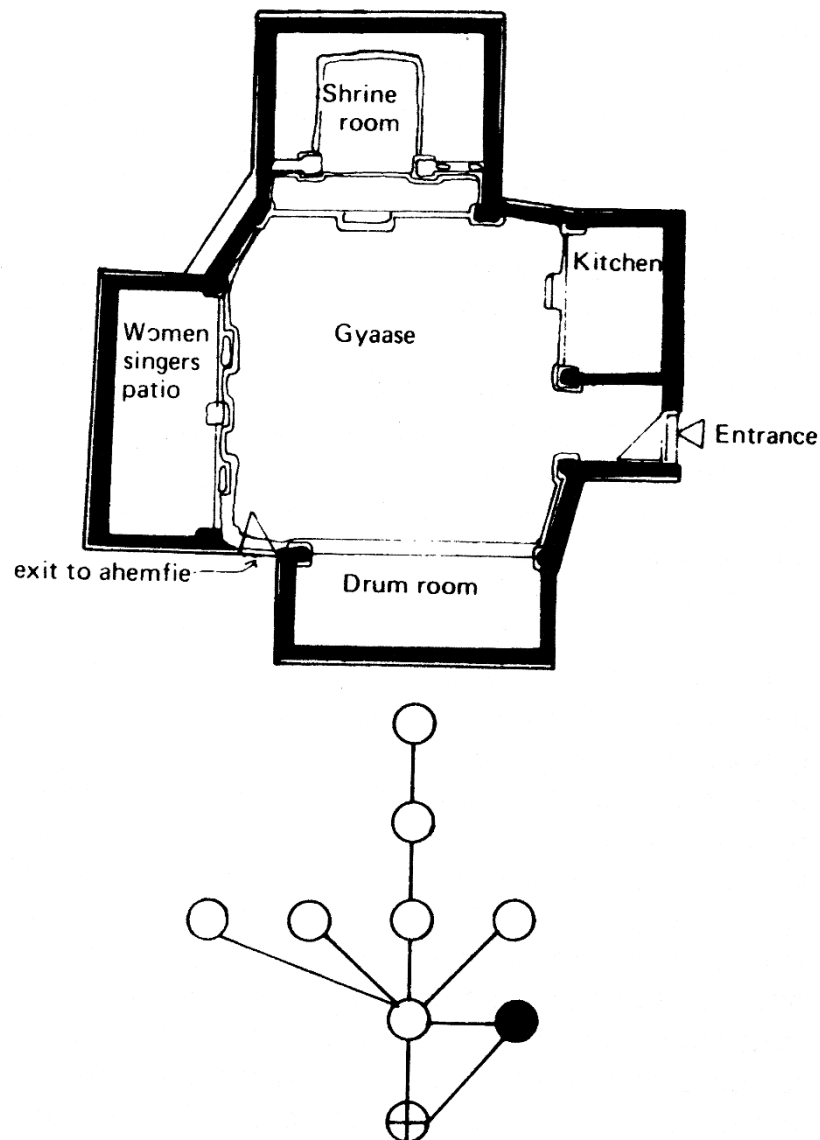 Shrine
room
Kitchen
Women
singers
patio
Gyaase
Entrance
exit to ahemfie
Drum room